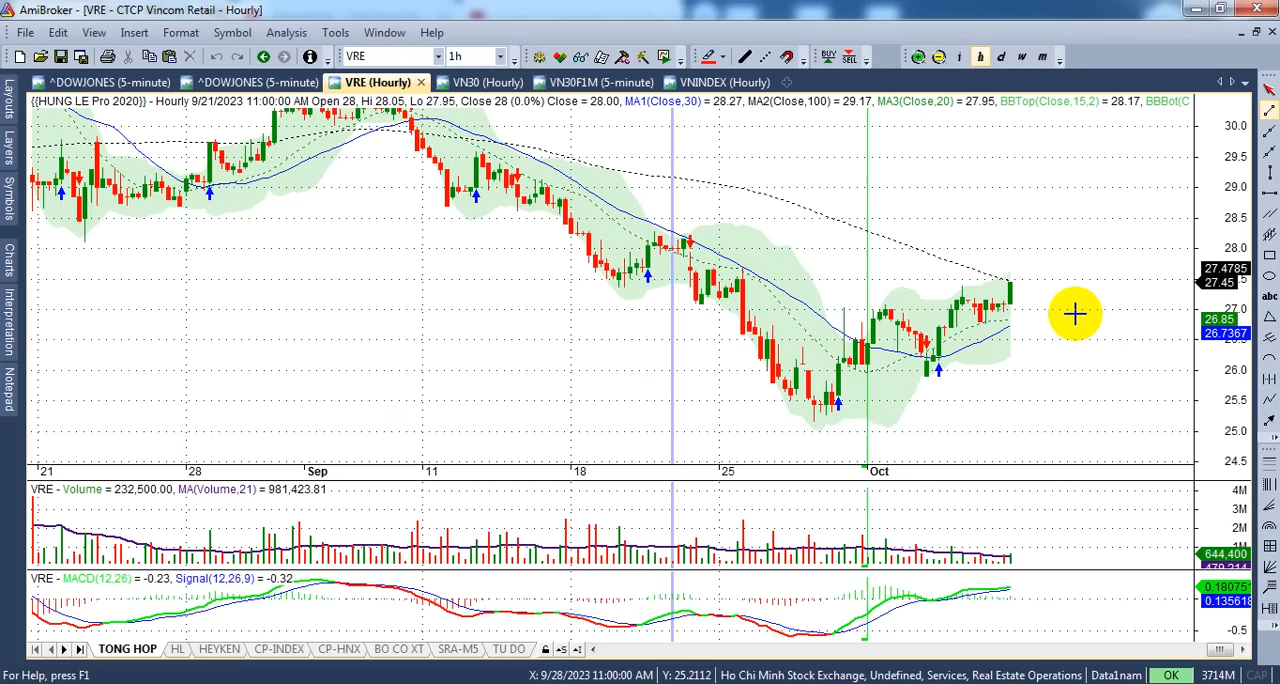 AmiBroker - [VRE - CTCP Vincom Retail - Hourly]
File Edit View Insert Format Symbol Analysis Tools Window Help
VRE 1h BUY SELL i h d w m
^DOWJONES (5-minute) ^DOWJONES (5-minute) VRE (Hourly) VN30 (Hourly) VN30F1M (5-minute) VNINDEX (Hourly)
Layouts
Layers
Symbols
Charts
Interpretation
Notepad
{{HUNG LE Pro 2020}} - Hourly 9/21/2023 11:00:00 AM Open 28, Hi 28.05, Lo 27.95, Close 28 (0.0%) Close = 28.00, MA2(Close,100) = 29.17, MA3(Close,20) = 27.95, BBTop(Close,15,2) = 28.17, BBBot(C
30.0
29.5
29.0
28.5
28.0
27.4785
27.45
27.0
26.85
26.7367
26.0
25.5
25.0
24.5
21 28 Sep 11 18 25 Oct
VRE - Volume = 232,500.00, MA(Volume,21) = 981,423.81
4M
3M
2M
644,400
VRE - MACD(12,26) = -0.23, Signal(12,26,9) = -0.32
0.18075
0.135618
-0.5
abc
TONG HOP HL HEYKEN CP-INDEX CP-HNX BO CO XT SRA-M5 TU DO
For Help, press F1 X: 9/28/2023 11:00:00 AM Y: 25.2112 Ho Chi Minh Stock Exchange, Undefined, Services, Real Estate Operations Data1nam OK 3714M CAP